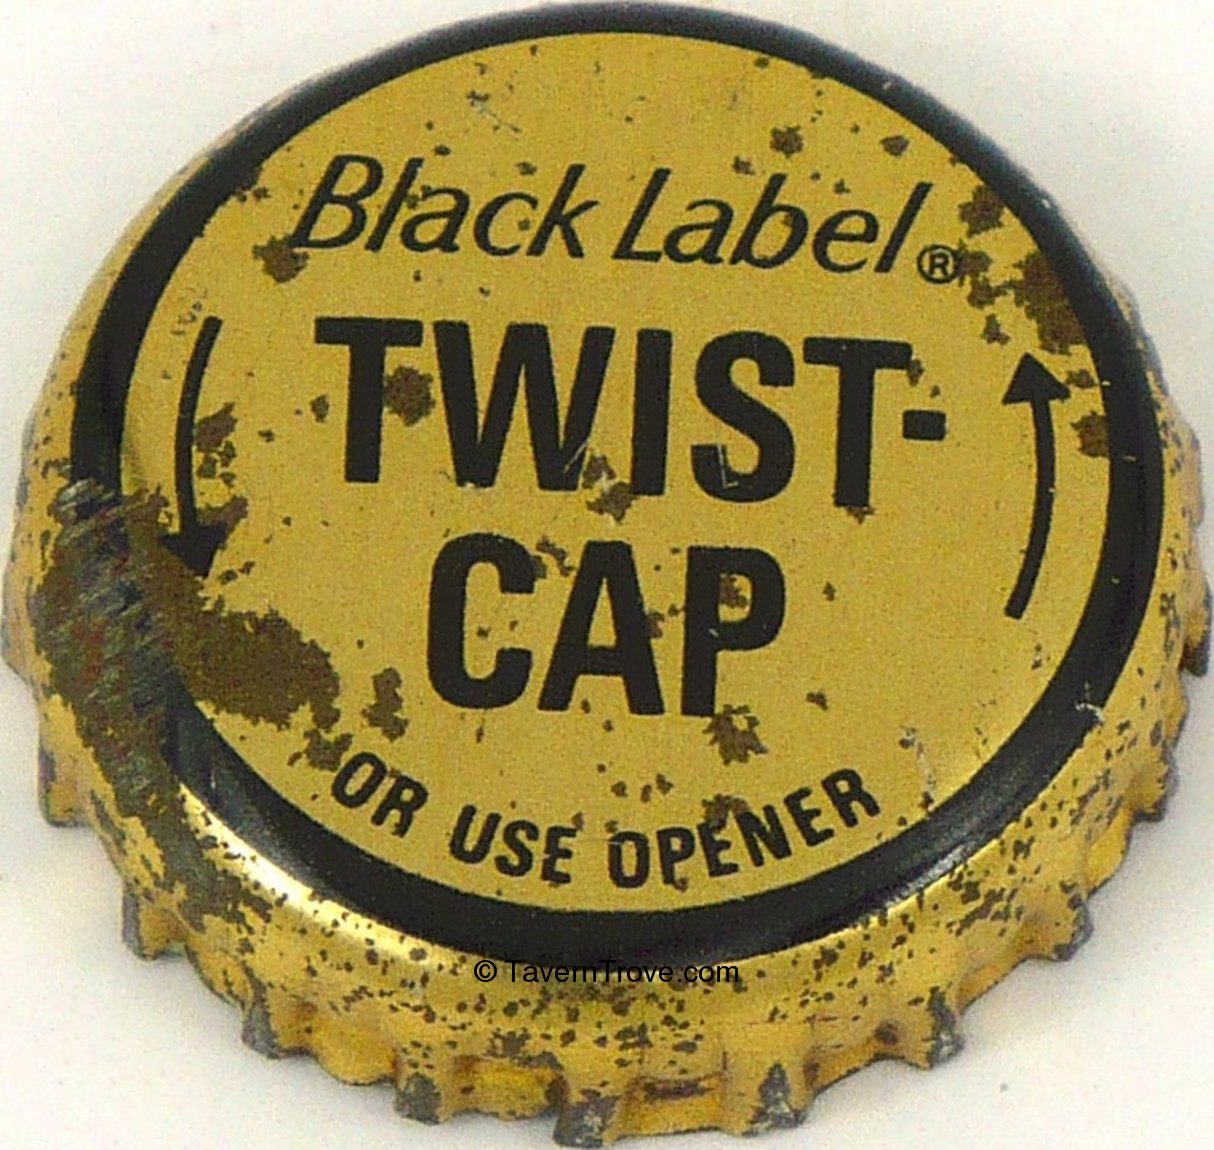 Black Label®
TWIST-
CAP
OR USE OPENER
© TavernTrove.com